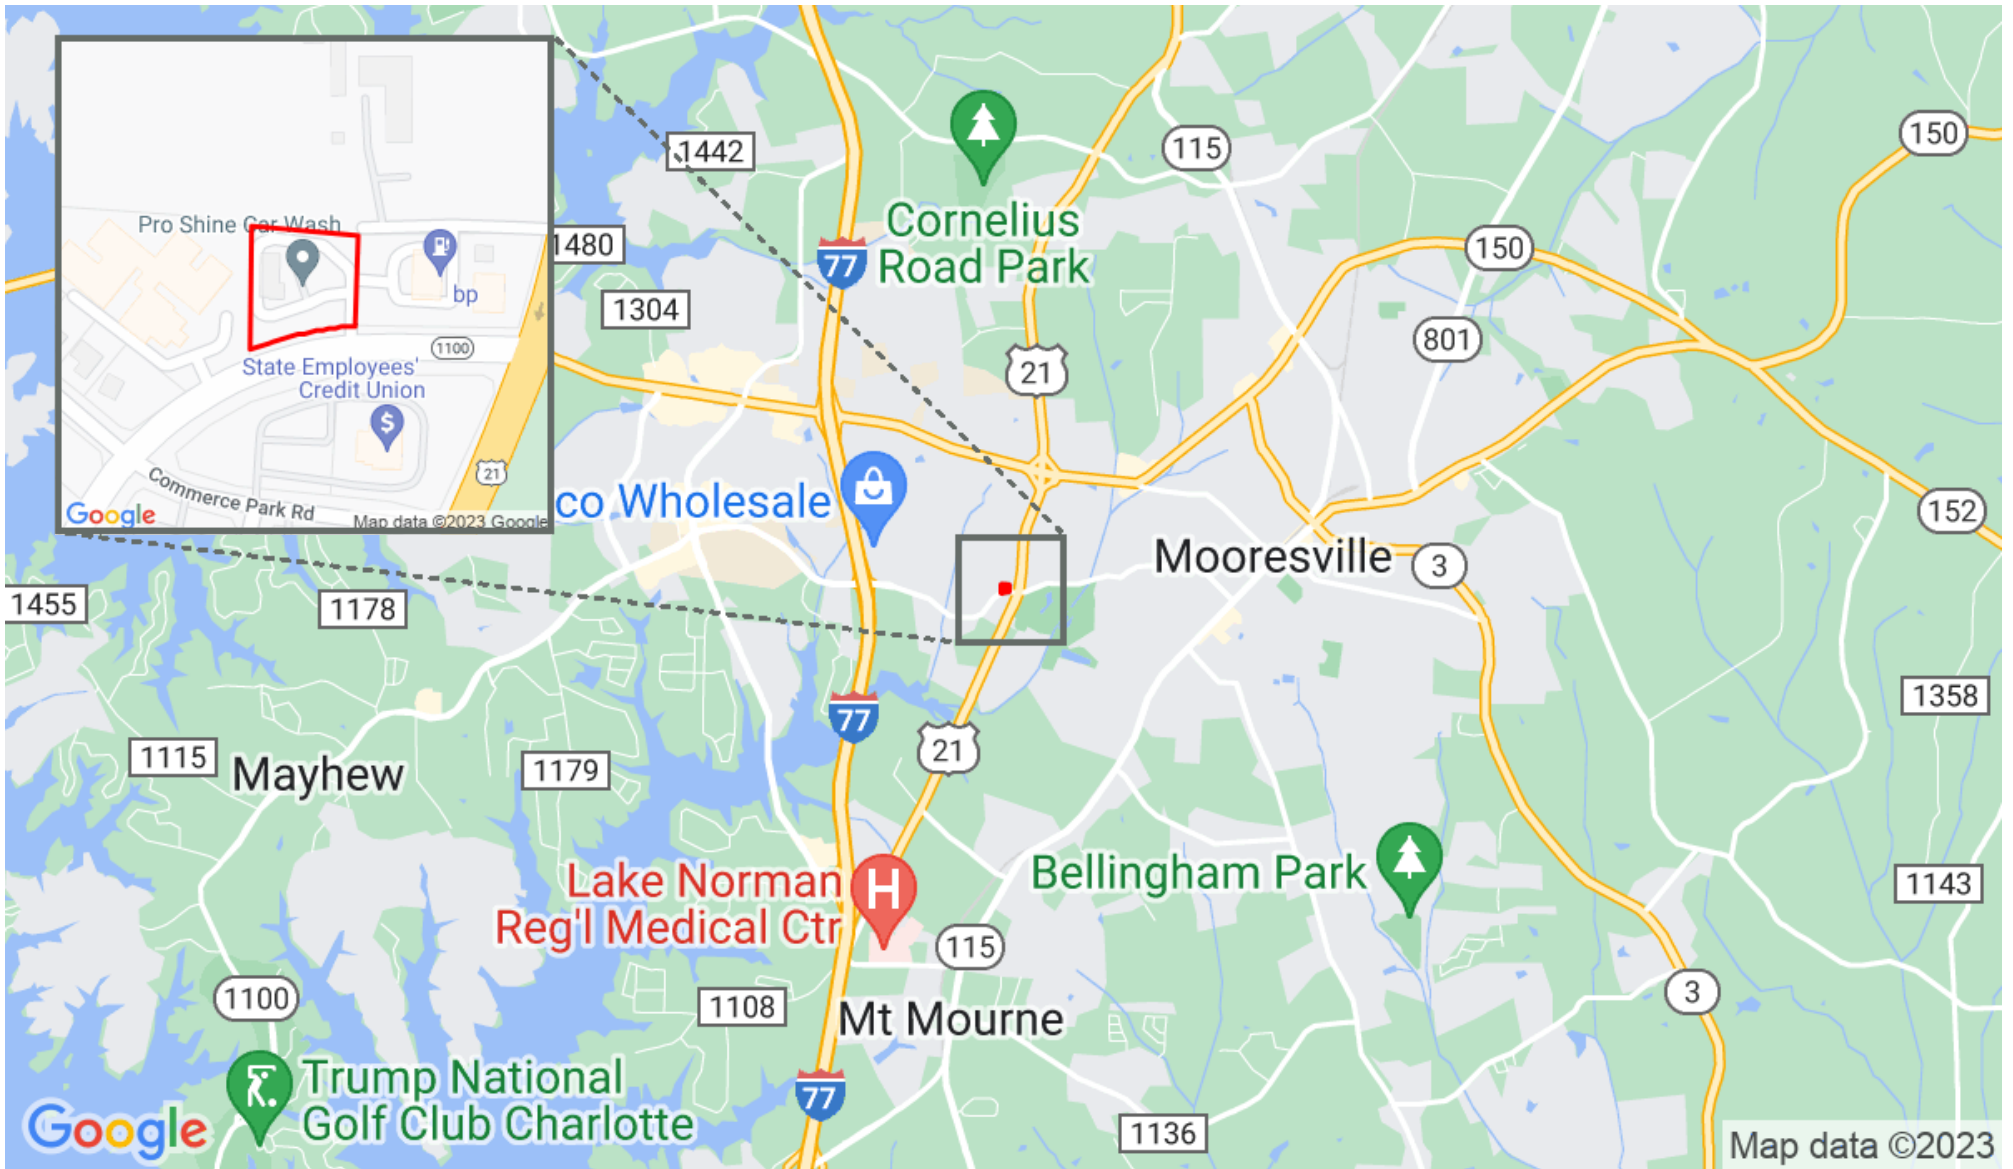 Pro Shine Car Wash
bp
1100
State Employees'
Credit Union
$
21
Commerce Park Rd
Google
Map data ©2023 Google
1442
115
150
Cornelius
Road Park
1480
77
150
1304
801
21
co Wholesale
152
Mooresville
3
1455
1178
77
1358
21
1115
1179
Mayhew
Bellingham Park
Lake Norman
Reg'l Medical Ctr
H
1143
115
1100
1108
3
Mt Mourne
Trump National
Golf Club Charlotte
77
Google
1136
Map data ©2023